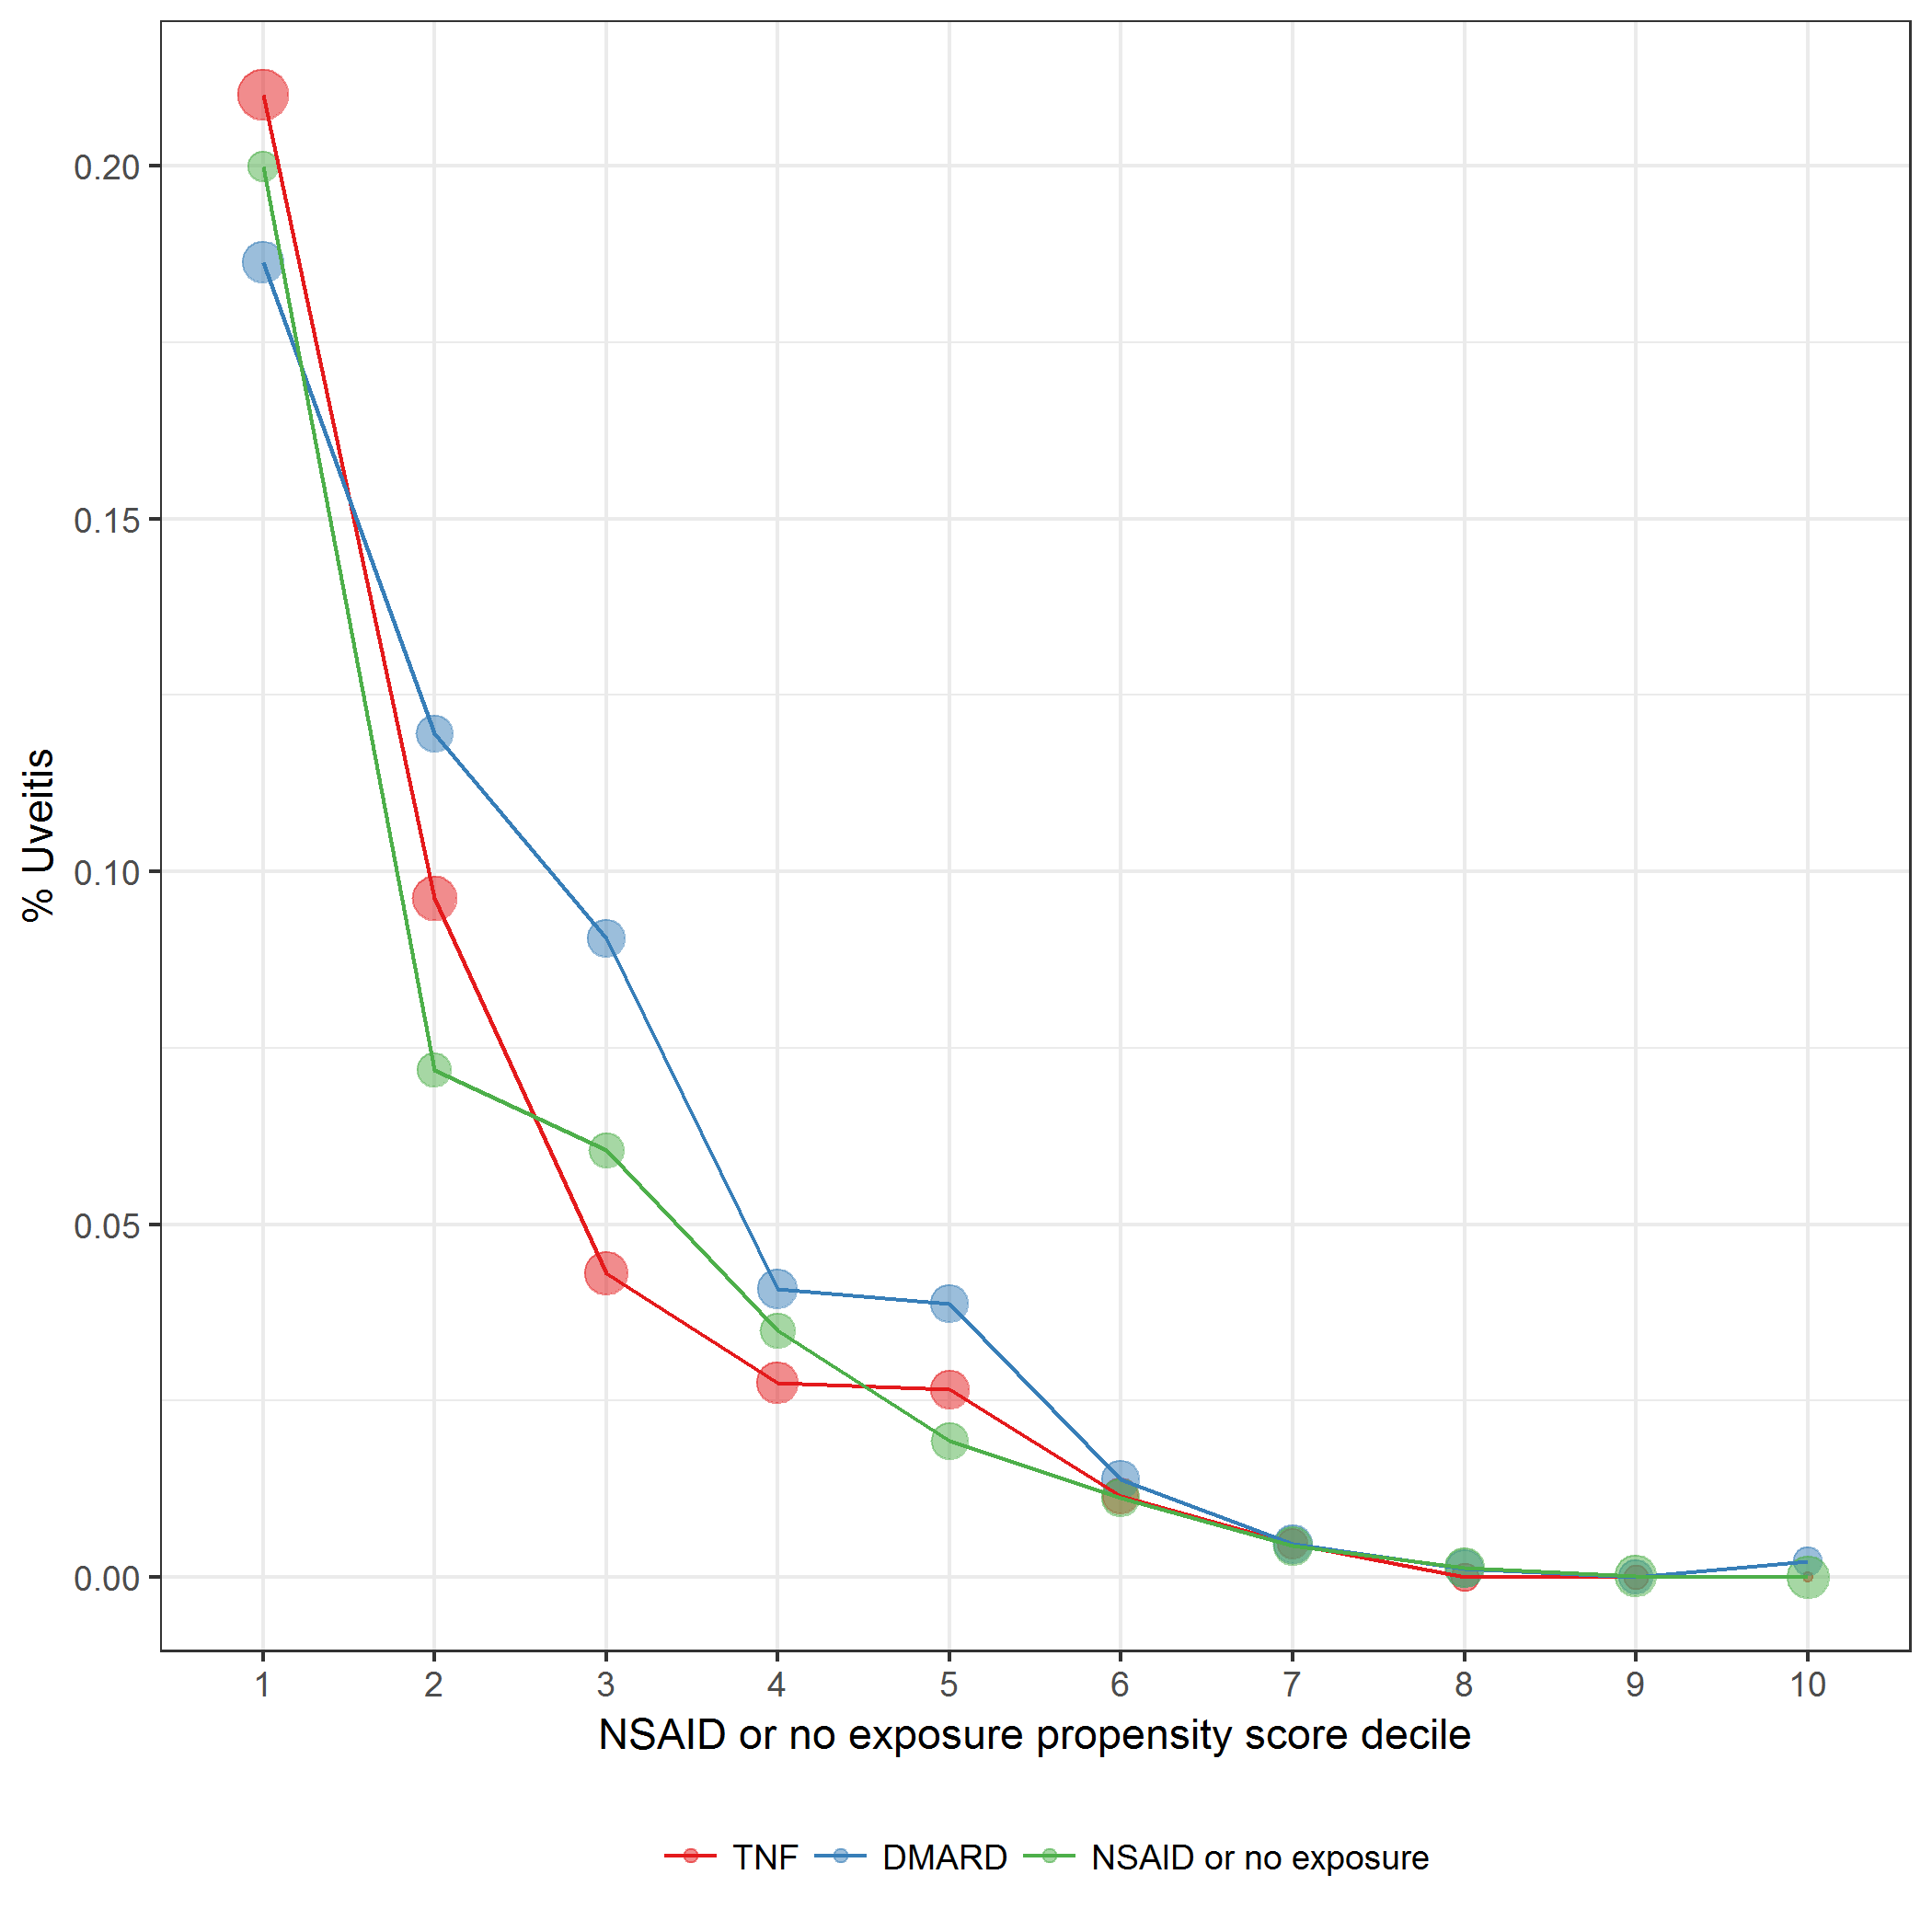 0.20
0.15
0.10
0.05
0.00
% Uveitis
1 2 3 4 5 6 7 8 9 10
NSAID or no exposure propensity score decile
TNF DMARD NSAID or no exposure